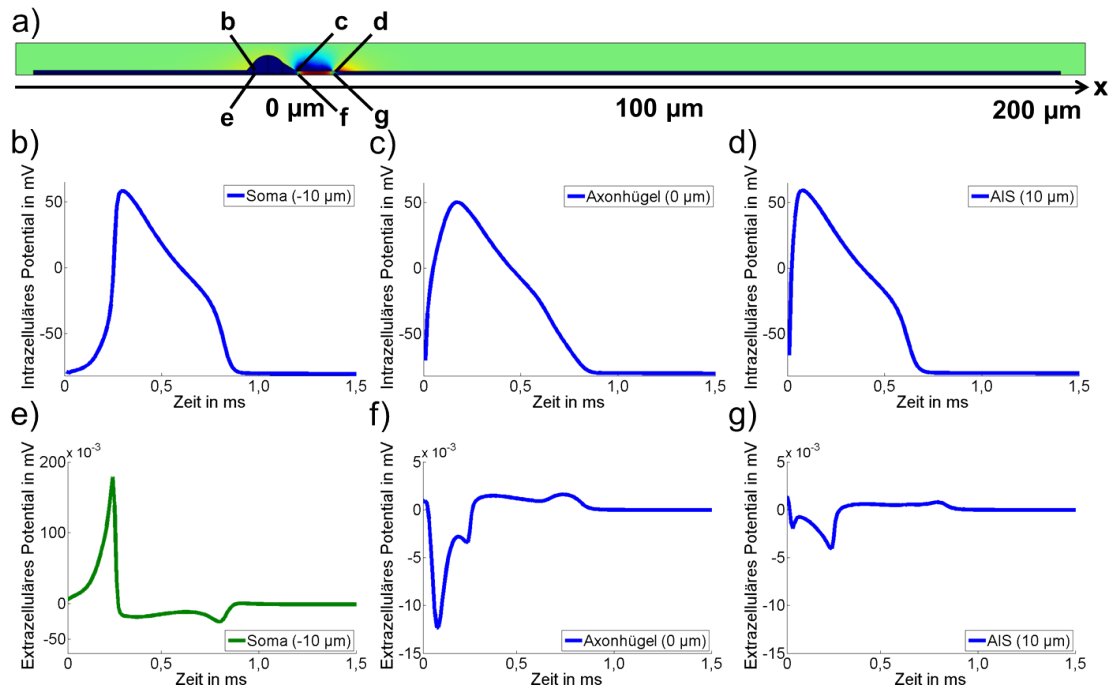 a)
b
c
d
e
f
g
x
0 µm
100 µm
200 µm
b)
Intrazelluläres Potential in mV
50
0
-50
Soma (-10 µm)
0
0,5
1,0
1,5
Zeit in ms
c)
Intrazelluläres Potential in mV
50
0
-50
Axonhügel (0 µm)
0
0,5
1,0
1,5
Zeit in ms
d)
Intrazelluläres Potential in mV
50
0
-50
AIS (10 µm)
0
0,5
1,0
1,5
Zeit in ms
e)
Extrazelluläres Potential in mV
x 10⁻³
200
100
0
-50
Soma (-10 µm)
0
0,5
1,0
1,5
Zeit in ms
f)
Extrazelluläres Potential in mV
x 10⁻³
5
0
-5
-10
-15
Axonhügel (0 µm)
0
0,5
1,0
1,5
Zeit in ms
g)
Extrazelluläres Potential in mV
x 10⁻³
5
0
-5
-10
-15
AIS (10 µm)
0
0,5
1,0
1,5
Zeit in ms